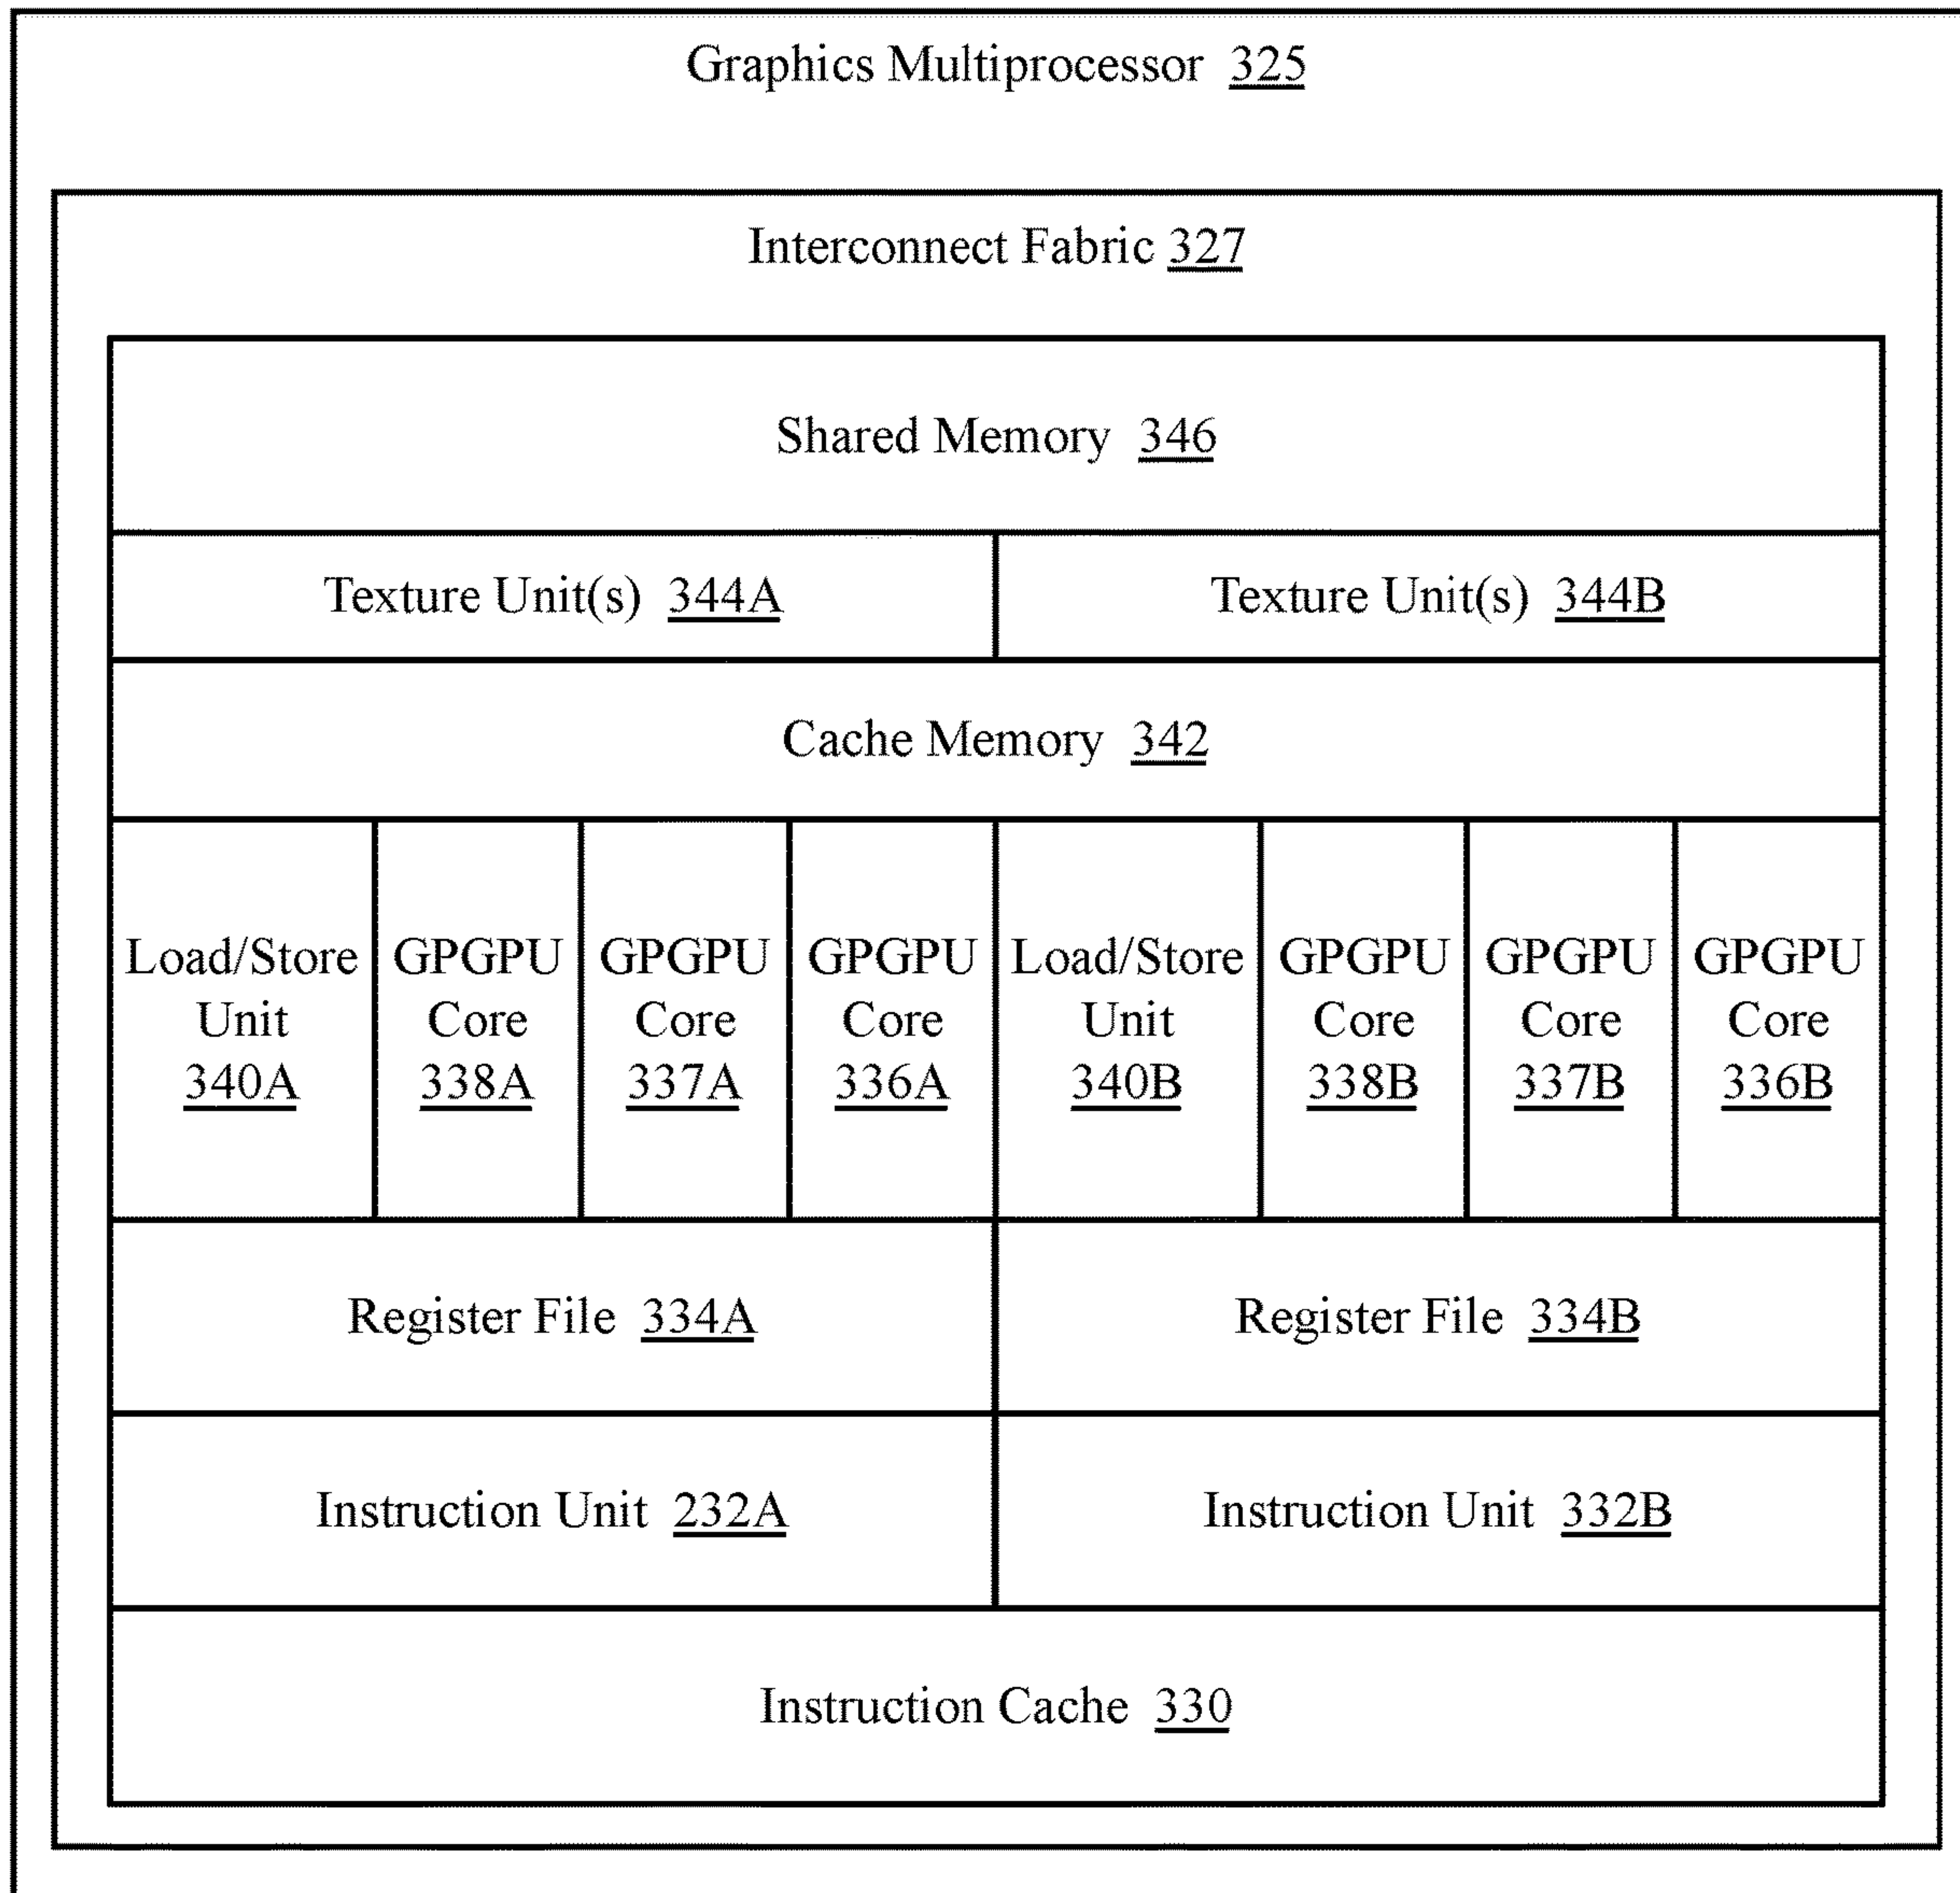 Graphics Multiprocessor 325
Interconnect Fabric 327
Shared Memory 346
Texture Unit(s) 344A
Texture Unit(s) 344B
Cache Memory 342
Load/Store
Unit
340A
GPGPU
Core
338A
GPGPU
Core
337A
GPGPU
Core
336A
Load/Store
Unit
340B
GPGPU
Core
338B
GPGPU
Core
337B
GPGPU
Core
336B
Register File 334A
Register File 334B
Instruction Unit 232A
Instruction Unit 332B
Instruction Cache 330